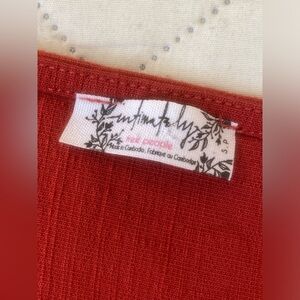 intimately
free people
Made in Cambodia, Fabriqué au Cambodge
S P